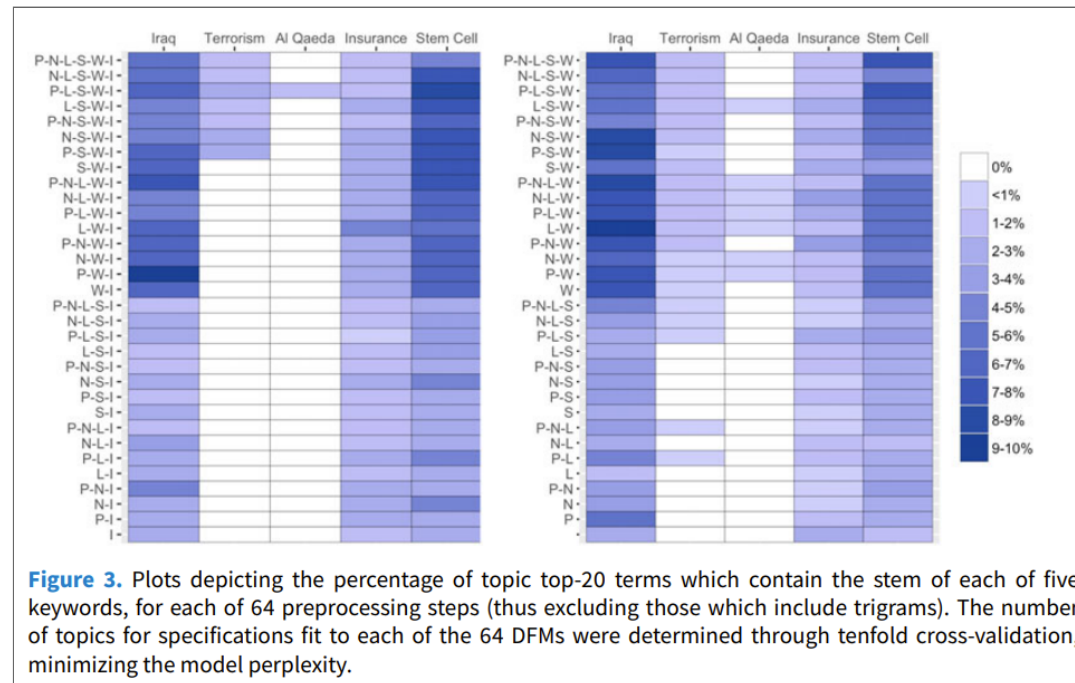 Iraq Terrorism Al Qaeda Insurance Stem Cell
P-N-L-S-W-I
N-L-S-W-I
P-L-S-W-I
L-S-W-I
P-N-S-W-I
N-S-W-I
P-S-W-I
S-W-I
P-N-L-W-I
N-L-W-I
P-L-W-I
L-W-I
P-N-W-I
N-W-I
P-W-I
W-I
P-N-L-S-I
N-L-S-I
P-L-S-I
L-S-I
P-N-S-I
N-S-I
P-S-I
S-I
P-N-L-I
N-L-I
P-L-I
L-I
P-N-I
N-I
P-I
I
Iraq Terrorism Al Qaeda Insurance Stem Cell
P-N-L-S-W
N-L-S-W
P-L-S-W
L-S-W
P-N-S-W
N-S-W
P-S-W
S-W
P-N-L-W
N-L-W
P-L-W
L-W
P-N-W
N-W
P-W
W
P-N-L-S
N-L-S
P-L-S
L-S
P-N-S
N-S
P-S
S
P-N-L
N-L
P-L
L
P-N
N
P
0%
<1%
1-2%
2-3%
3-4%
4-5%
5-6%
6-7%
7-8%
8-9%
9-10%
Figure 3. Plots depicting the percentage of topic top-20 terms which contain the stem of each of five
keywords, for each of 64 preprocessing steps (thus excluding those which include trigrams). The number
of topics for specifications fit to each of the 64 DFMs were determined through tenfold cross-validation,
minimizing the model perplexity.